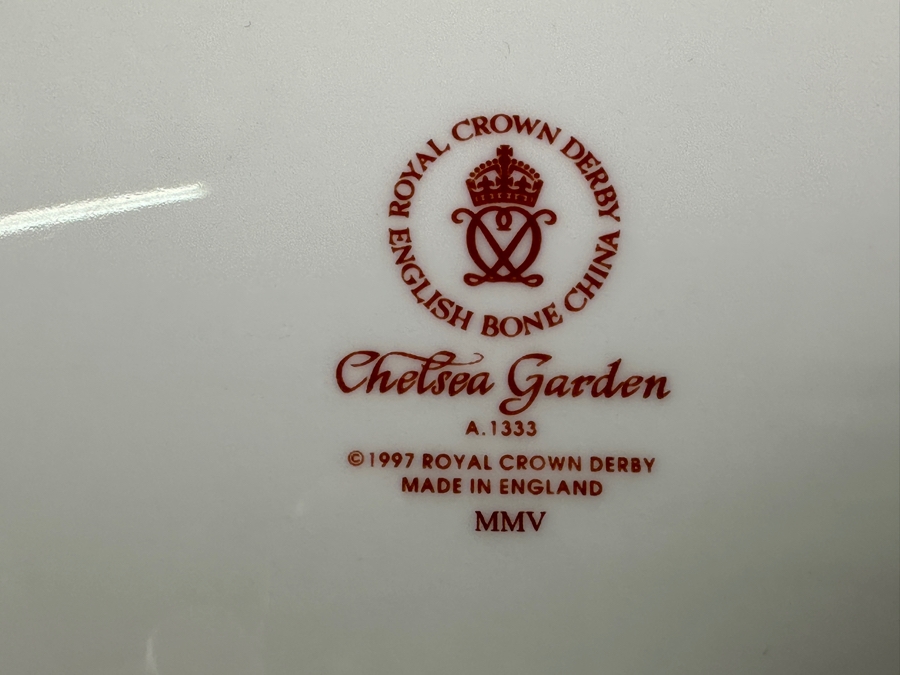 ROYAL CROWN DERBY
ENGLISH BONE CHINA
Chelsea Garden
A.1333
©1997 ROYAL CROWN DERBY
MADE IN ENGLAND
MMV